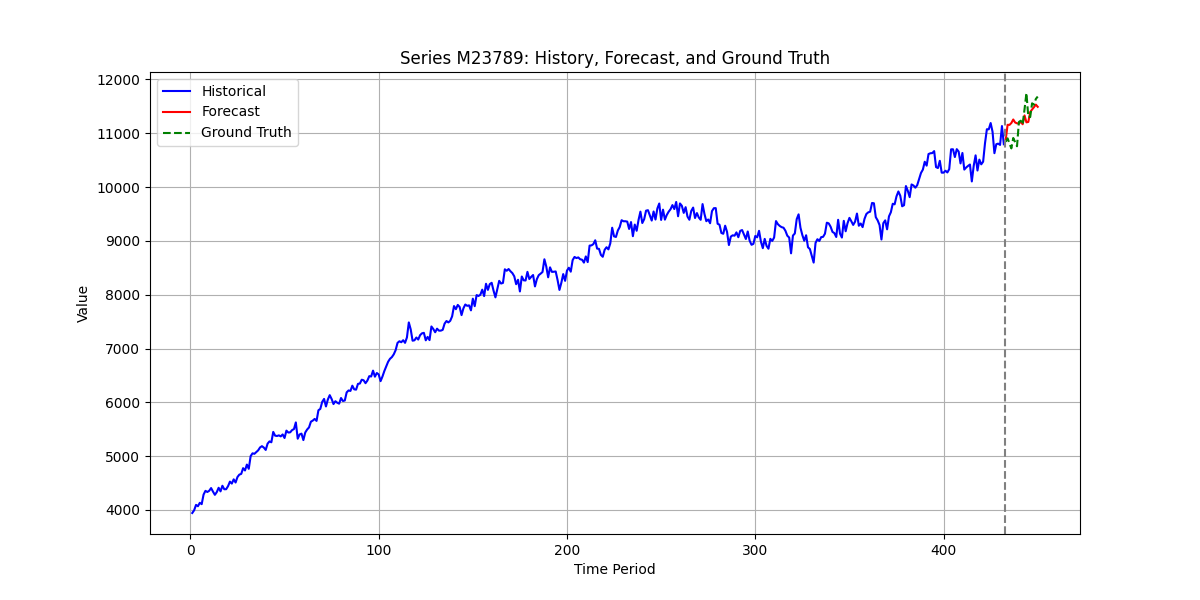 Series M23789: History, Forecast, and Ground Truth
Historical
Forecast
Ground Truth
12000
11000
10000
9000
8000
7000
6000
5000
4000
Value
0 100 200 300 400
Time Period